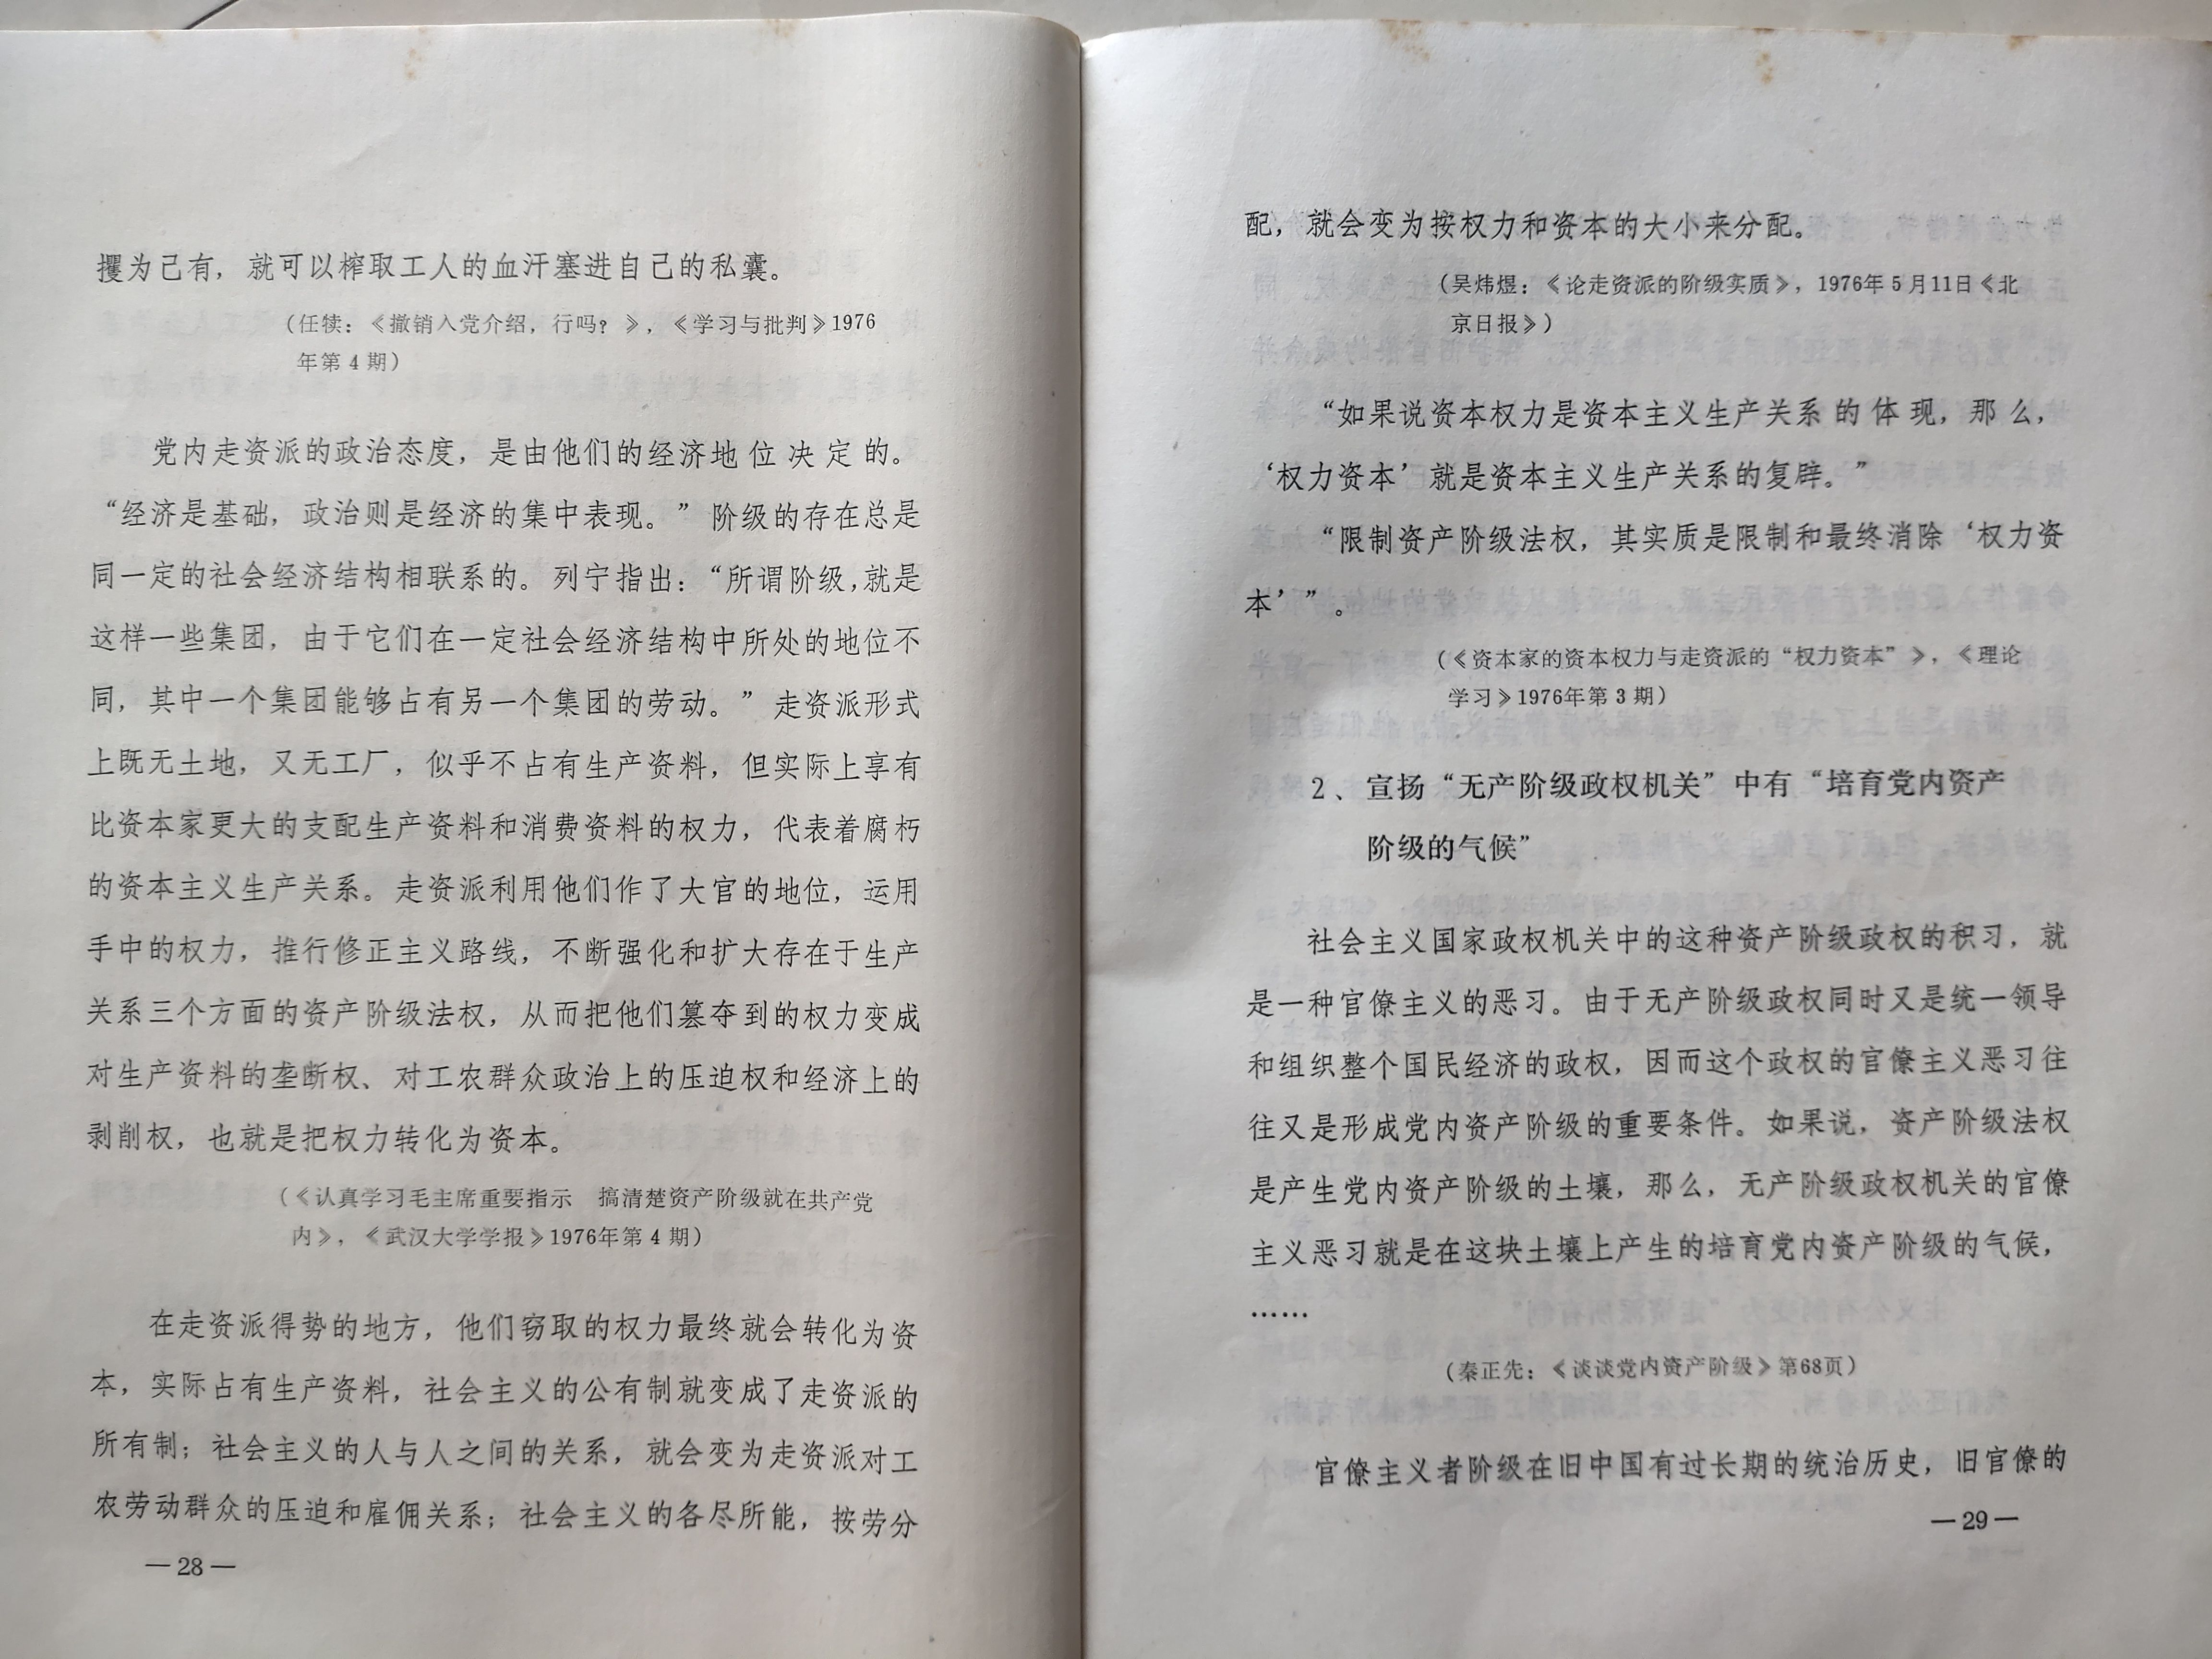 攫为己有，就可以榨取工人的血汗塞进自己的私囊。
（任犊：《撤销入党介绍，行吗？》，《学习与批判》1976
年第4期）
党内走资派的政治态度，是由他们的经济地位决定的。
“经济是基础，政治则是经济的集中表现。”阶级的存在总是
同一定的社会经济结构相联系的。列宁指出：“所谓阶级，就是
这样一些集团，由于它们在一定社会经济结构中所处的地位不
同，其中一个集团能够占有另一个集团的劳动。”走资派形式
上既无土地，又无工厂，似乎不占有生产资料，但实际上享有
比资本家更大的支配生产资料和消费资料的权力，代表着腐朽
的资本主义生产关系。走资派利用他们作了大官的地位，运用
手中的权力，推行修正主义路线，不断强化和扩大存在于生产
关系三个方面的资产阶级法权，从而把他们篡夺到的权力变成
对生产资料的垄断权、对工农群众政治上的压迫权和经济上的
剥削权，也就是把权力转化为资本。
（《认真学习毛主席重要指示　搞清楚资产阶级就在共产党
内》，《武汉大学学报》1976年第4期）
在走资派得势的地方，他们窃取的权力最终就会转化为资
本，实际占有生产资料，社会主义的公有制就变成了走资派的
所有制；社会主义的人与人之间的关系，就会变为走资派对工
农劳动群众的压迫和雇佣关系；社会主义的各尽所能，按劳分
—28—
配，就会变为按权力和资本的大小来分配。
（吴炜煜：《论走资派的阶级实质》，1976年5月11日《北
京日报》）
“如果说资本权力是资本主义生产关系的体现，那么，
‘权力资本’就是资本主义生产关系的复辟。”
“限制资产阶级法权，其实质是限制和最终消除‘权力资
本’”。
（《资本家的资本权力与走资派的“权力资本”》，《理论
学习》1976年第3期）
2、宣扬“无产阶级政权机关”中有“培育党内资产
阶级的气候”
社会主义国家政权机关中的这种资产阶级政权的积习，就
是一种官僚主义的恶习。由于无产阶级政权同时又是统一领导
和组织整个国民经济的政权，因而这个政权的官僚主义恶习往
往又是形成党内资产阶级的重要条件。如果说，资产阶级法权
是产生党内资产阶级的土壤，那么，无产阶级政权机关的官僚
主义恶习就是在这块土壤上产生的培育党内资产阶级的气候，
……
（秦正先：《谈谈党内资产阶级》第68页）
官僚主义者阶级在旧中国有过长期的统治历史，旧官僚的
—29—